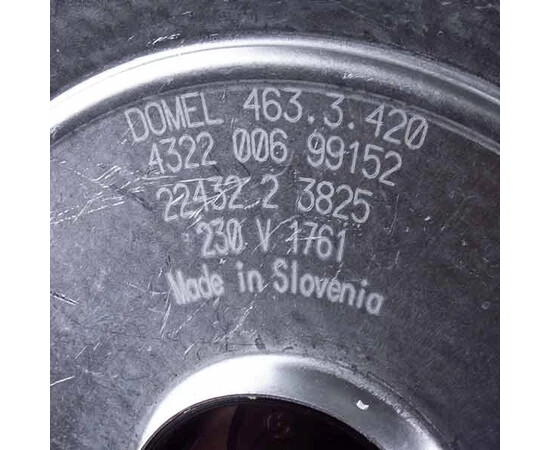 DOMEL 463.3.420
4322 006 99152
22432 2 3825
230 V 1761
Made in Slovenia